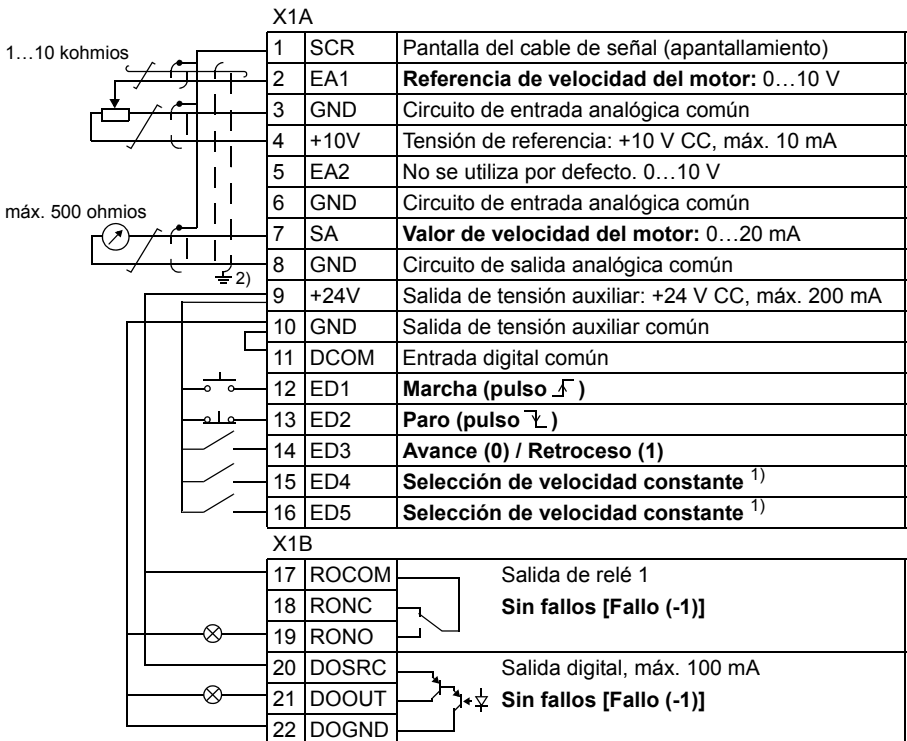 X1A
1…10 kohmios
1 SCR Pantalla del cable de señal (apantallamiento)
2 EA1 Referencia de velocidad del motor: 0…10 V
3 GND Circuito de entrada analógica común
4 +10V Tensión de referencia: +10 V CC, máx. 10 mA
5 EA2 No se utiliza por defecto. 0…10 V
6 GND Circuito de entrada analógica común
máx. 500 ohmios
7 SA Valor de velocidad del motor: 0…20 mA
8 GND Circuito de salida analógica común
2)
9 +24V Salida de tensión auxiliar: +24 V CC, máx. 200 mA
10 GND Salida de tensión auxiliar común
11 DCOM Entrada digital común
12 ED1 Marcha (pulso )
13 ED2 Paro (pulso )
14 ED3 Avance (0) / Retroceso (1)
15 ED4 Selección de velocidad constante 1)
16 ED5 Selección de velocidad constante 1)
X1B
17 ROCOM Salida de relé 1
18 RONC Sin fallos [Fallo (-1)]
19 RONO
20 DOSRC Salida digital, máx. 100 mA
21 DOOUT Sin fallos [Fallo (-1)]
22 DOGND